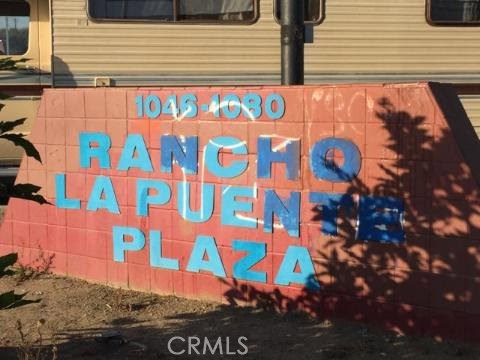 1046-1080
RANCHO
LA PUENTE
PLAZA
CRMLS